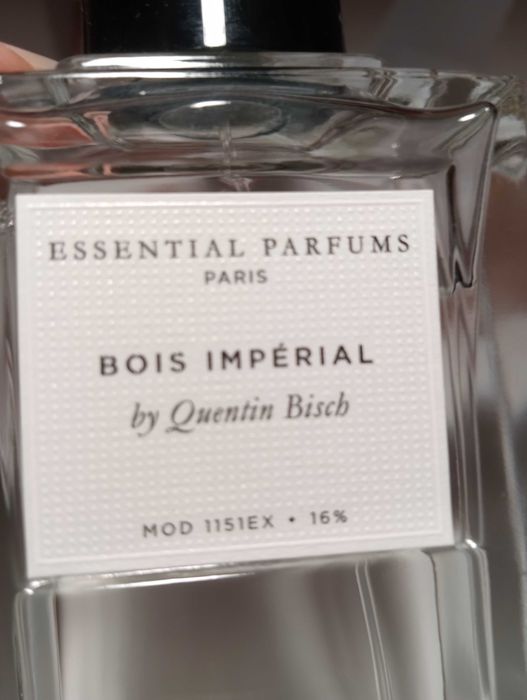 ESSENTIAL PARFUMS
PARIS
BOIS IMPÉRIAL
by Quentin Bisch
MOD 1151EX • 16%